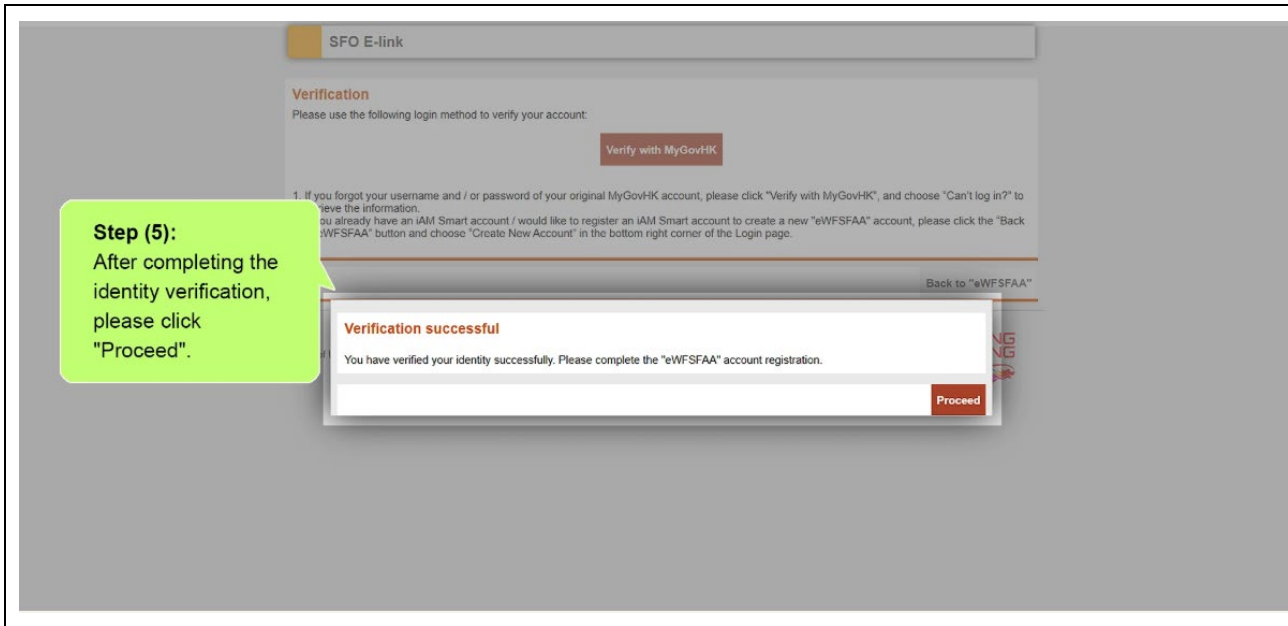 SFO E-link
Verification
Please use the following login method to verify your account:
Verify with MyGovHK
1. If you forgot your username and / or password of your original MyGovHK account, please click "Verify with MyGovHK", and choose "Can't log in?" to
ieve the information.
ou already have an iAM Smart account / would like to register an iAM Smart account to create a new "eWFSFAA" account, please click the "Back
WFSFAA" button and choose "Create New Account" in the bottom right corner of the Login page.
Step (5):
After completing the
identity verification,
please click
"Proceed".
Back to "eWFSFAA"
Verification successful
You have verified your identity successfully. Please complete the "eWFSFAA" account registration.
Proceed
NG
NG